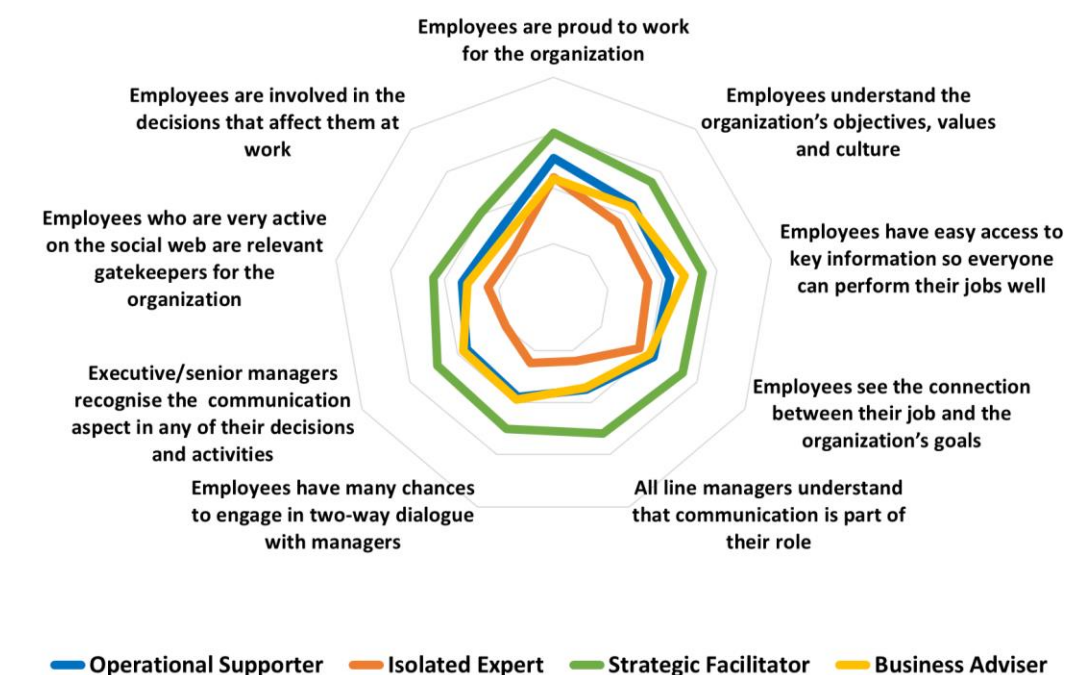 Employees are proud to work
for the organization
Employees understand the
organization’s objectives, values
and culture
Employees have easy access to
key information so everyone
can perform their jobs well
Employees see the connection
between their job and the
organization’s goals
All line managers understand
that communication is part of
their role
Employees have many chances
to engage in two-way dialogue
with managers
Executive/senior managers
recognise the communication
aspect in any of their decisions
and activities
Employees who are very active
on the social web are relevant
gatekeepers for the
organization
Employees are involved in the
decisions that affect them at
work
Operational Supporter
Isolated Expert
Strategic Facilitator
Business Adviser